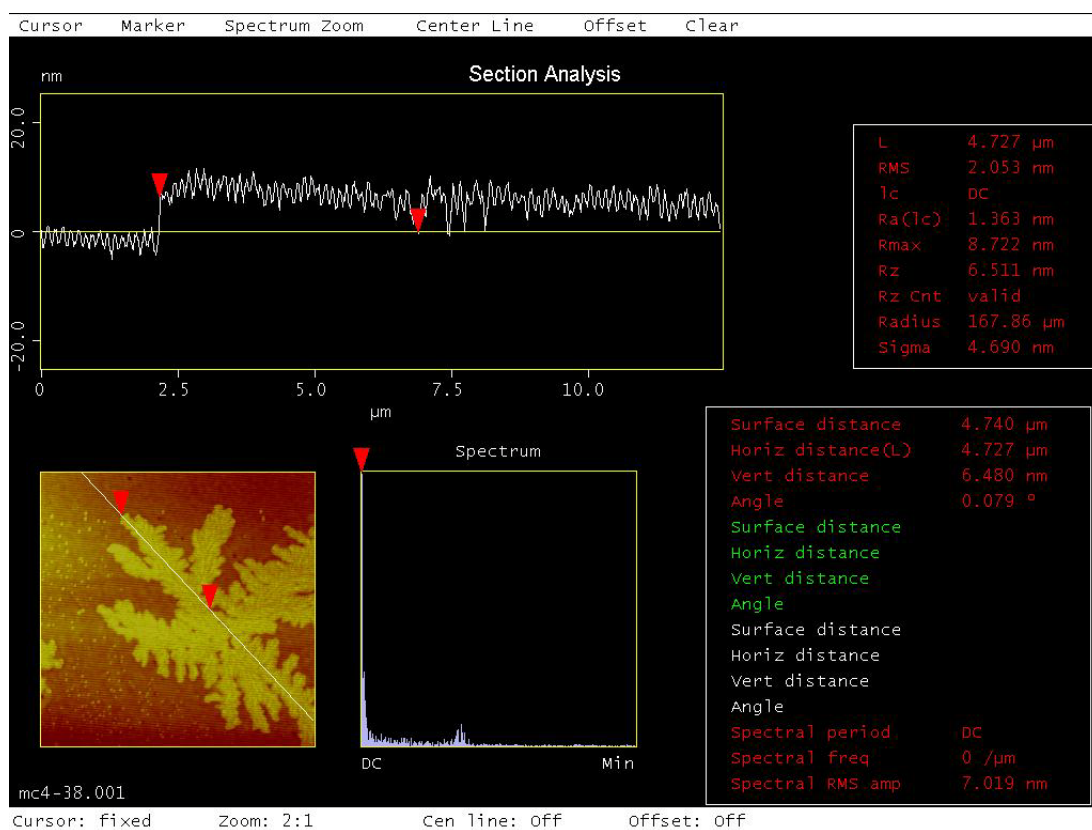 Cursor Marker Spectrum Zoom Center Line Offset Clear
nm
Section Analysis
20.0
0
-20.0
0 2.5 5.0 7.5 10.0
µm
L 4.727 µm
RMS 2.053 nm
lc DC
Ra(lc) 1.363 nm
Rmax 8.722 nm
Rz 6.511 nm
Rz Cnt valid
Radius 167.86 µm
Sigma 4.690 nm
Spectrum
DC Min
Surface distance 4.740 µm
Horiz distance(L) 4.727 µm
Vert distance 6.480 nm
Angle 0.079 °
Surface distance
Horiz distance
Vert distance
Angle
Surface distance
Horiz distance
Vert distance
Angle
Spectral period DC
Spectral freq 0 /µm
Spectral RMS amp 7.019 nm
mc4-38.001
Cursor: fixed Zoom: 2:1 Cen line: Off Offset: Off